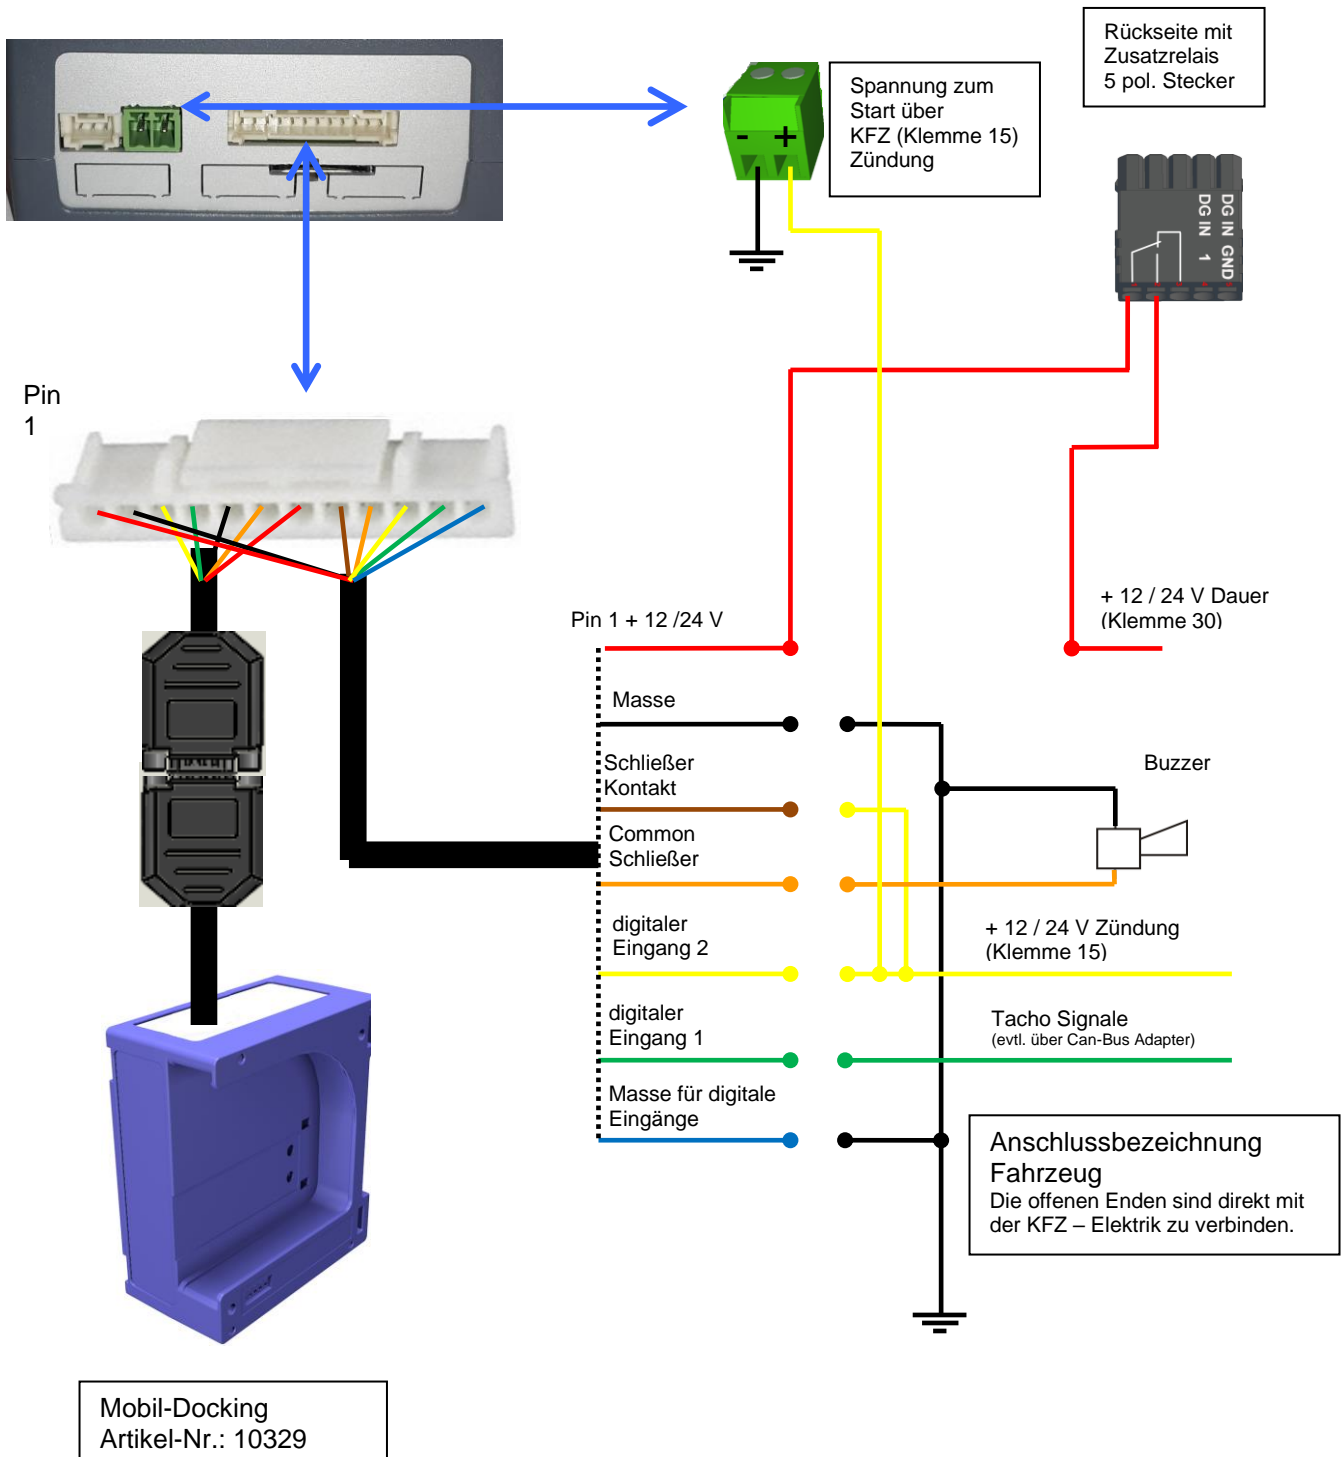 Rückseite mit
Zusatzrelais
5 pol. Stecker
Spannung zum
Start über
KFZ (Klemme 15)
Zündung
- +
DG IN 1
DG IN GND
Pin
1
+ 12 / 24 V Dauer
(Klemme 30)
Pin 1 + 12 /24 V
Masse
Schließer
Kontakt
Buzzer
Common
Schließer
digitaler
Eingang 2
+ 12 / 24 V Zündung
(Klemme 15)
digitaler
Eingang 1
Tacho Signale
(evtl. über Can-Bus Adapter)
Masse für digitale
Eingänge
Anschlussbezeichnung
Fahrzeug
Die offenen Enden sind direkt mit
der KFZ – Elektrik zu verbinden.
Mobil-Docking
Artikel-Nr.: 10329